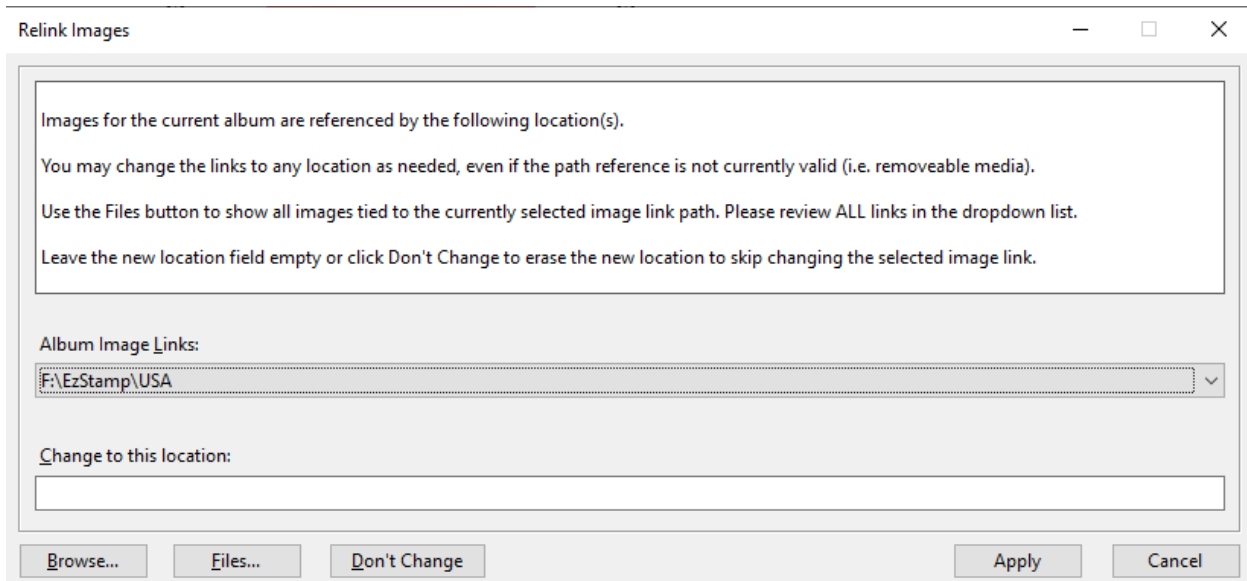 Relink Images
Images for the current album are referenced by the following location(s).
You may change the links to any location as needed, even if the path reference is not currently valid (i.e. removeable media).
Use the Files button to show all images tied to the currently selected image link path. Please review ALL links in the dropdown list.
Leave the new location field empty or click Don't Change to erase the new location to skip changing the selected image link.
Album Image Links:
F:\EzStamp\USA
Change to this location:
Browse... Files... Don't Change Apply Cancel